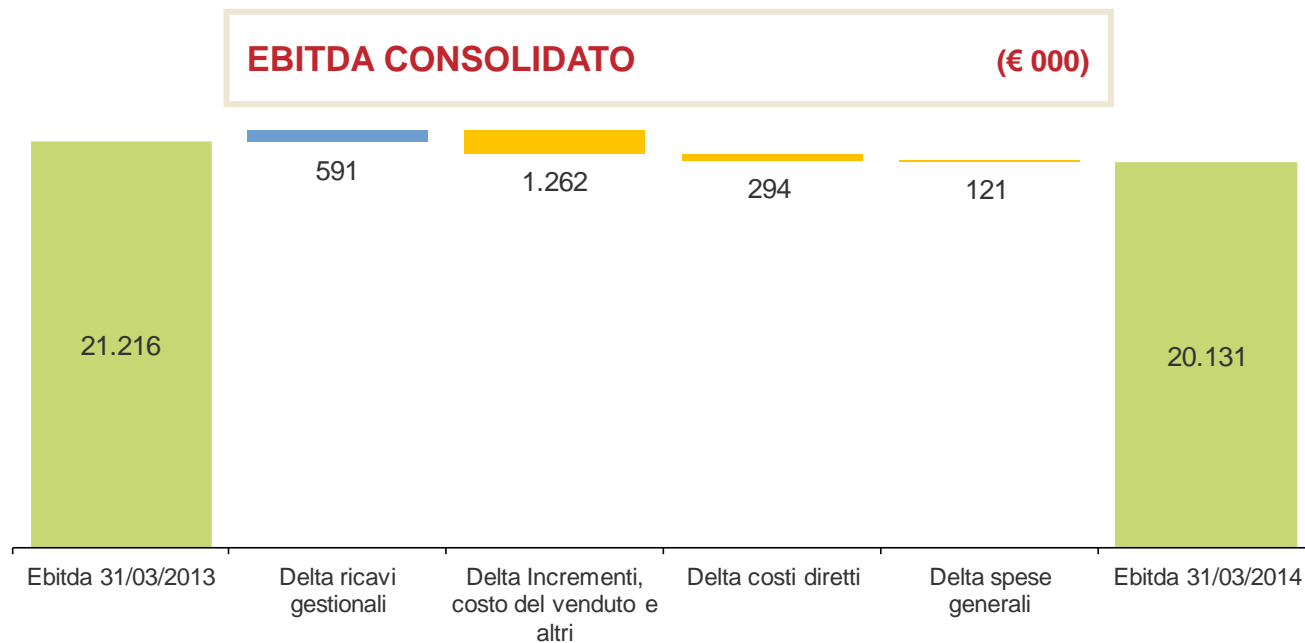 EBITDA CONSOLIDATO (€ 000)
591
1.262
294
121
21.216
20.131
Ebitda 31/03/2013
Delta ricavi
gestionali
Delta Incrementi,
costo del venduto e
altri
Delta costi diretti
Delta spese
generali
Ebitda 31/03/2014